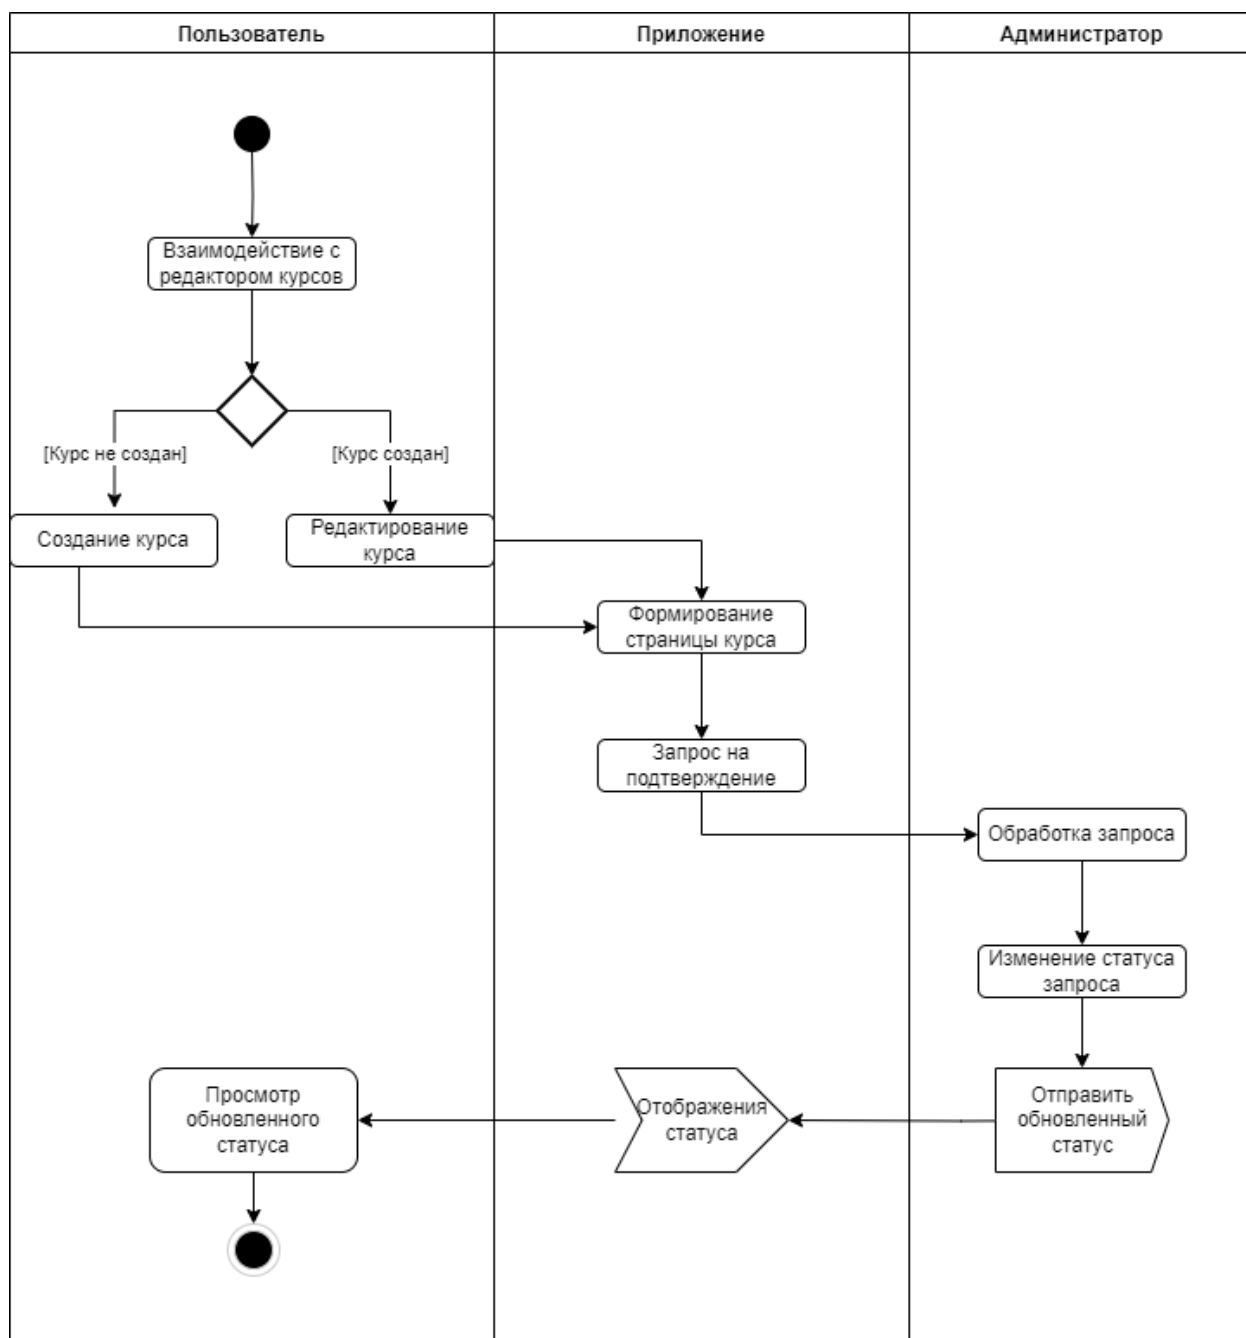 Пользователь
Приложение
Администратор
Взаимодействие с
редактором курсов
[Курс не создан]
[Курс создан]
Создание курса
Редактирование
курса
Формирование
страницы курса
Запрос на
подтверждение
Обработка запроса
Изменение статуса
запроса
Отправить
обновленный
статус
Отображения
статуса
Просмотр
обновленного
статуса